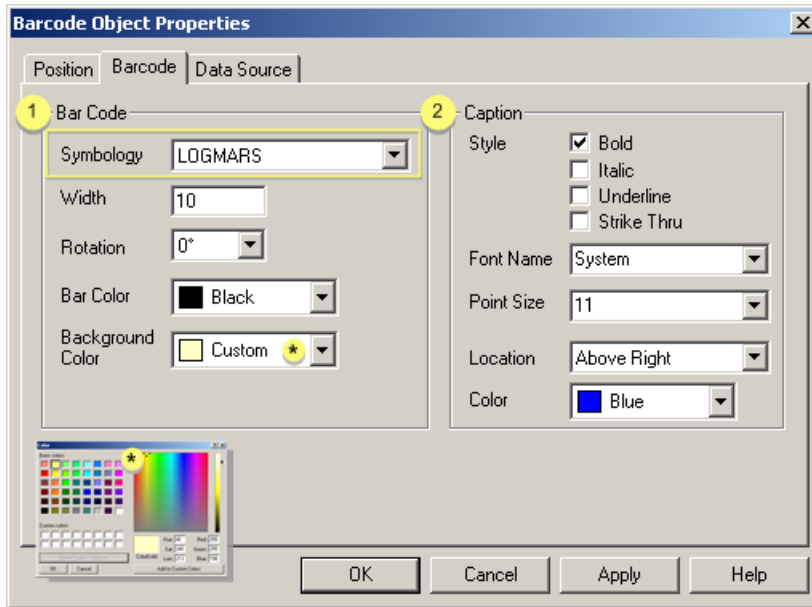 Barcode Object Properties
Position Barcode Data Source
1 Bar Code
Symbology LOGMARS
Width 10
Rotation 0°
Bar Color Black
Background Color Custom *
2 Caption
Style Bold
Italic
Underline
Strike Thru
Font Name System
Point Size 11
Location Above Right
Color Blue
*
OK Cancel Apply Help